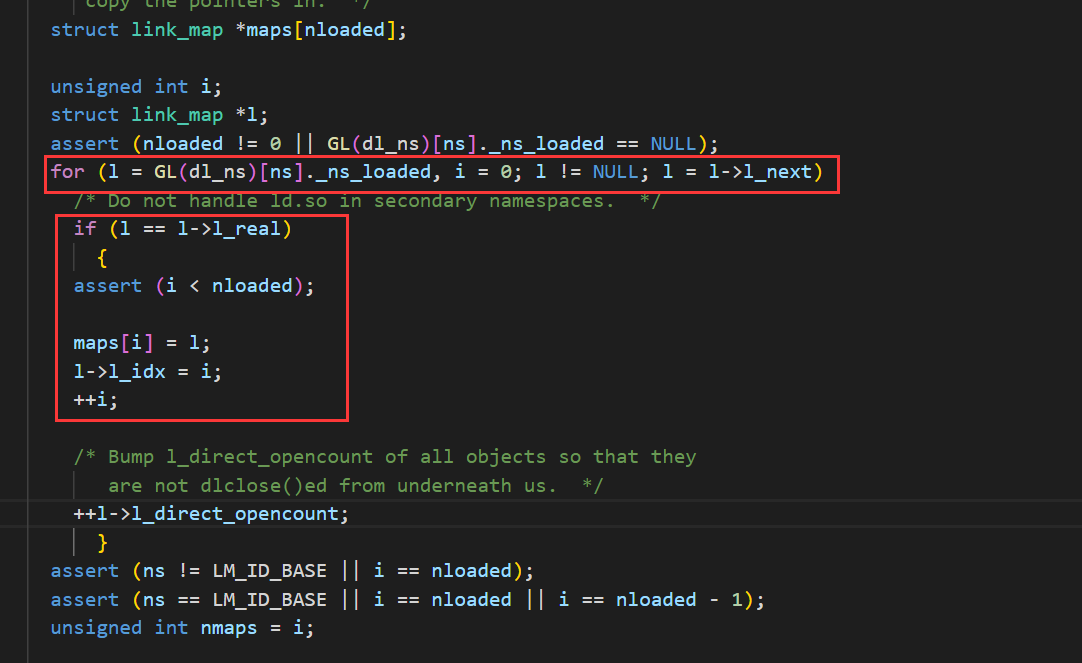 copy the pointers in.  */
struct link_map *maps[nloaded];
unsigned int i;
struct link_map *l;
assert (nloaded != 0 || GL(dl_ns)[ns]._ns_loaded == NULL);
for (l = GL(dl_ns)[ns]._ns_loaded, i = 0; l != NULL; l = l->l_next)
/* Do not handle ld.so in secondary namespaces.  */
if (l == l->l_real)
{
assert (i < nloaded);
maps[i] = l;
l->l_idx = i;
++i;
/* Bump l_direct_opencount of all objects so that they
are not dlclose()ed from underneath us.  */
++l->l_direct_opencount;
}
assert (ns != LM_ID_BASE || i == nloaded);
assert (ns == LM_ID_BASE || i == nloaded || i == nloaded - 1);
unsigned int nmaps = i;